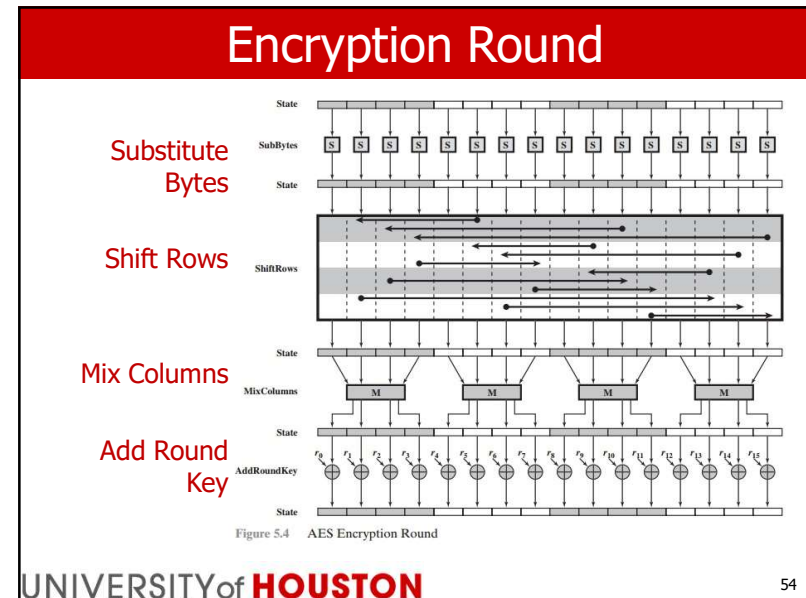 Encryption Round
State
Substitute Bytes
SubBytes S S S S S S S S S S S S S S S S
State
Shift Rows
ShiftRows
State
Mix Columns
MixColumns M M M M
State
Add Round Key
r0 r1 r2 r3 r4 r5 r6 r7 r8 r9 r10 r11 r12 r13 r14 r15
AddRoundKey
State
Figure 5.4 AES Encryption Round
UNIVERSITY of HOUSTON
54